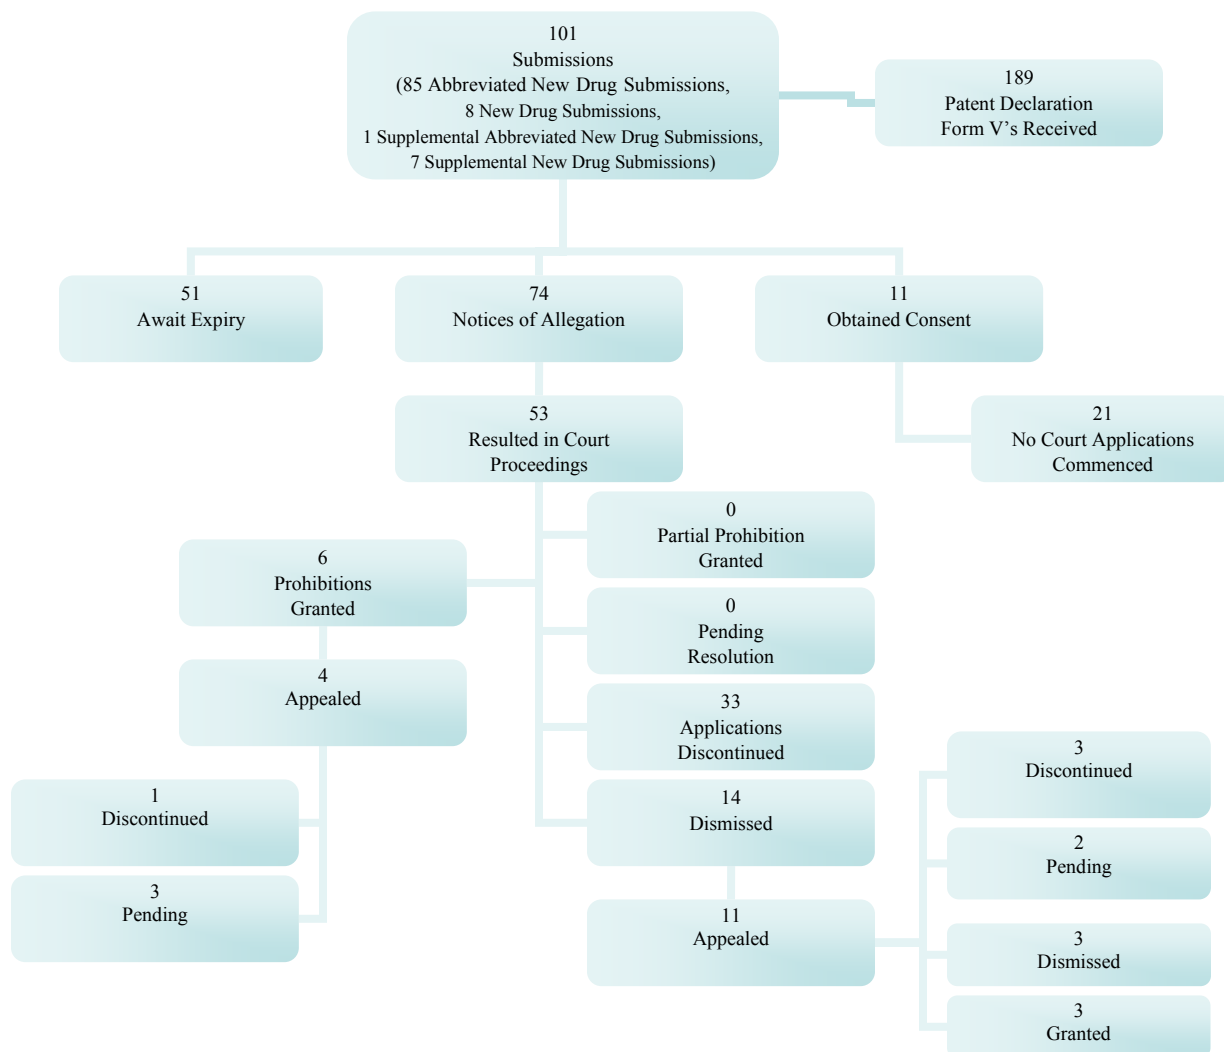 101
Submissions
(85 Abbreviated New Drug Submissions,
8 New Drug Submissions,
1 Supplemental Abbreviated New Drug Submissions,
7 Supplemental New Drug Submissions)
189
Patent Declaration
Form V's Received
51
Await Expiry
74
Notices of Allegation
11
Obtained Consent
53
Resulted in Court
Proceedings
21
No Court Applications
Commenced
0
Partial Prohibition
Granted
6
Prohibitions
Granted
0
Pending
Resolution
4
Appealed
33
Applications
Discontinued
3
Discontinued
1
Discontinued
14
Dismissed
2
Pending
3
Pending
11
Appealed
3
Dismissed
3
Granted